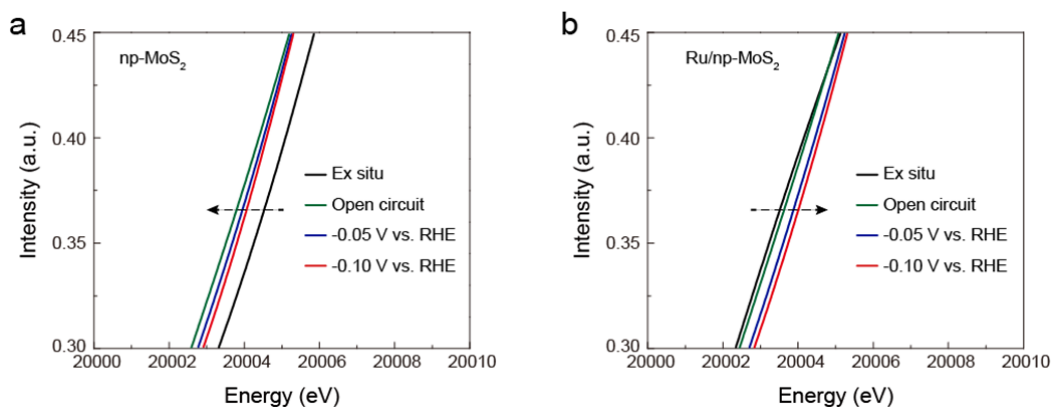 a
np-MoS₂
0.45
0.40
0.35
0.30
Intensity (a.u.)
Ex situ
Open circuit
-0.05 V vs. RHE
-0.10 V vs. RHE
20000 20002 20004 20006 20008 20010
Energy (eV)
b
Ru/np-MoS₂
0.45
0.40
0.35
0.30
Intensity (a.u.)
Ex situ
Open circuit
-0.05 V vs. RHE
-0.10 V vs. RHE
20000 20002 20004 20006 20008 20010
Energy (eV)